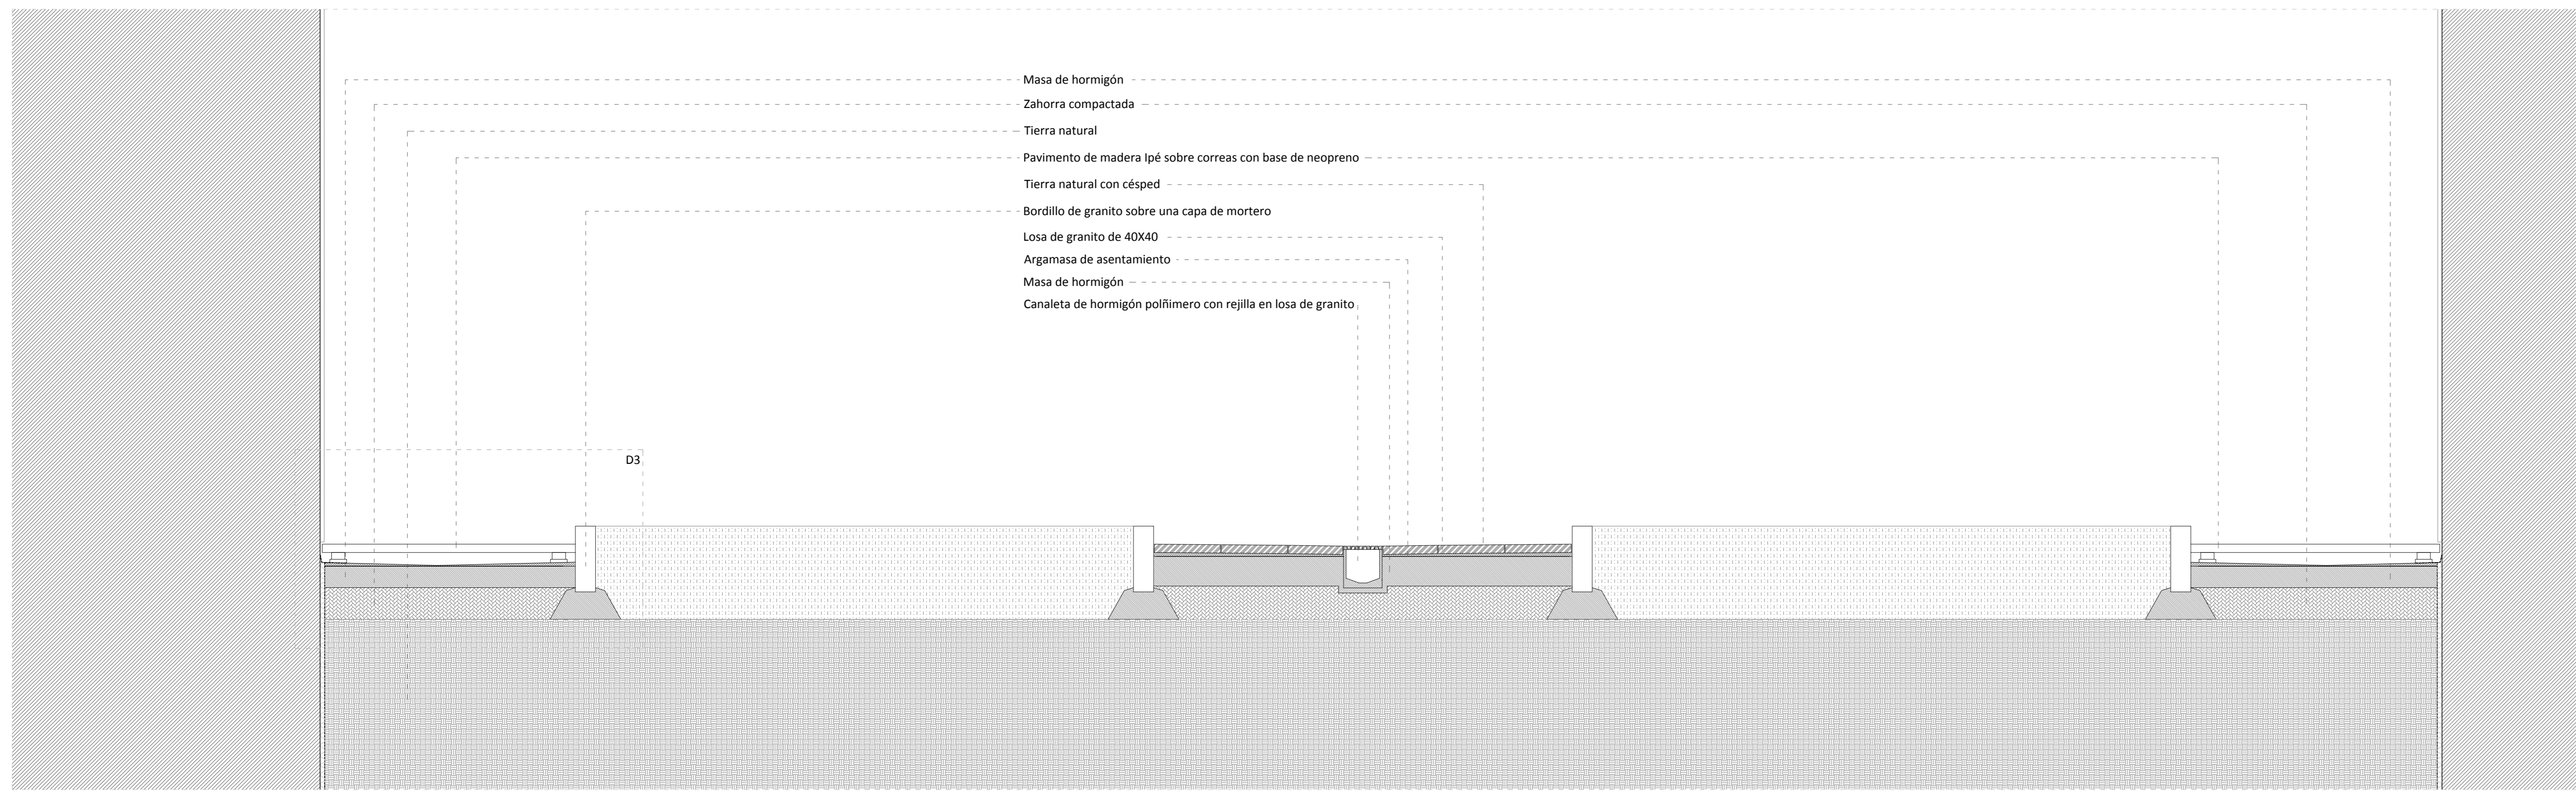 Masa de hormigón
Zahorra compactada
Tierra natural
Pavimento de madera Ipé sobre correas con base de neopreno
Tierra natural con césped
Bordillo de granito sobre una capa de mortero
Losa de granito de 40X40
Argamasa de asentamiento
Masa de hormigón
Canaleta de hormigón polñimero con rejilla en losa de granito
D3